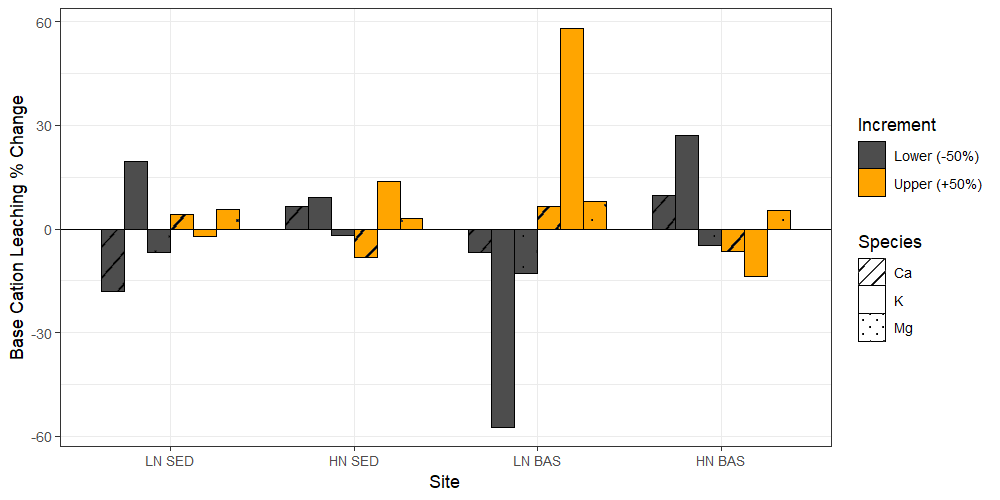 Base Cation Leaching % Change
60
30
0
-30
-60
LN SED
HN SED
LN BAS
HN BAS
Site
Increment
Lower (-50%)
Upper (+50%)
Species
Ca
K
Mg